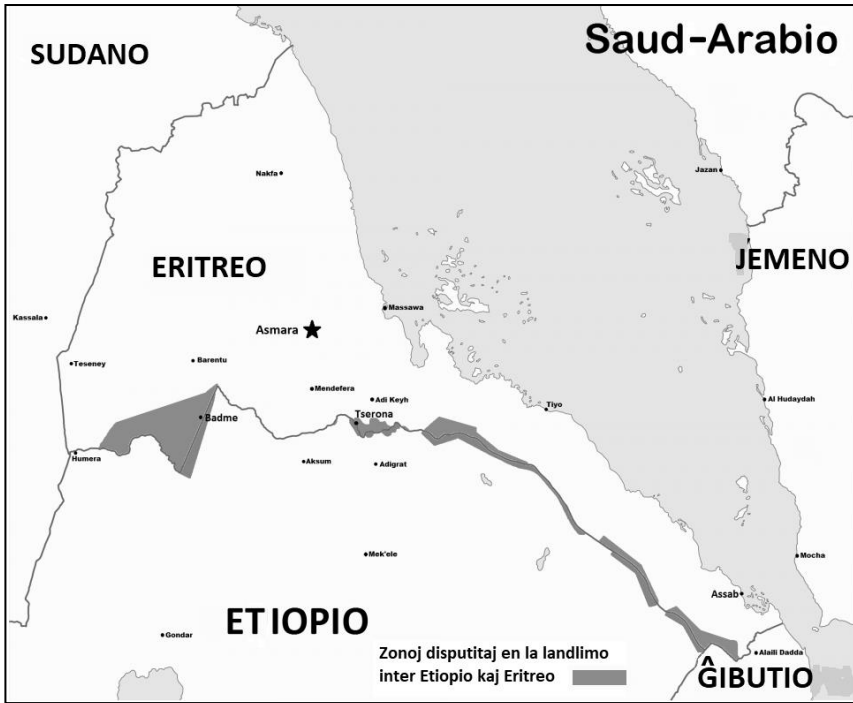 SUDANO
Saud-Arabio
Nakfa
Jazan
ERITREO
JEMENO
Kassala
Massawa
Asmara
Teseney
Barentu
Mendefera
Adi Keyh
Tiyo
Al Hudaydah
Badme
Tserona
Humera
Aksum
Adigrat
Mek'ele
Mocha
Assab
ETIOPIO
Gondar
Zonoj disputitaj en la landlimo
inter Etiopio kaj Eritreo
Alaili Dadda
ĜIBUTIO